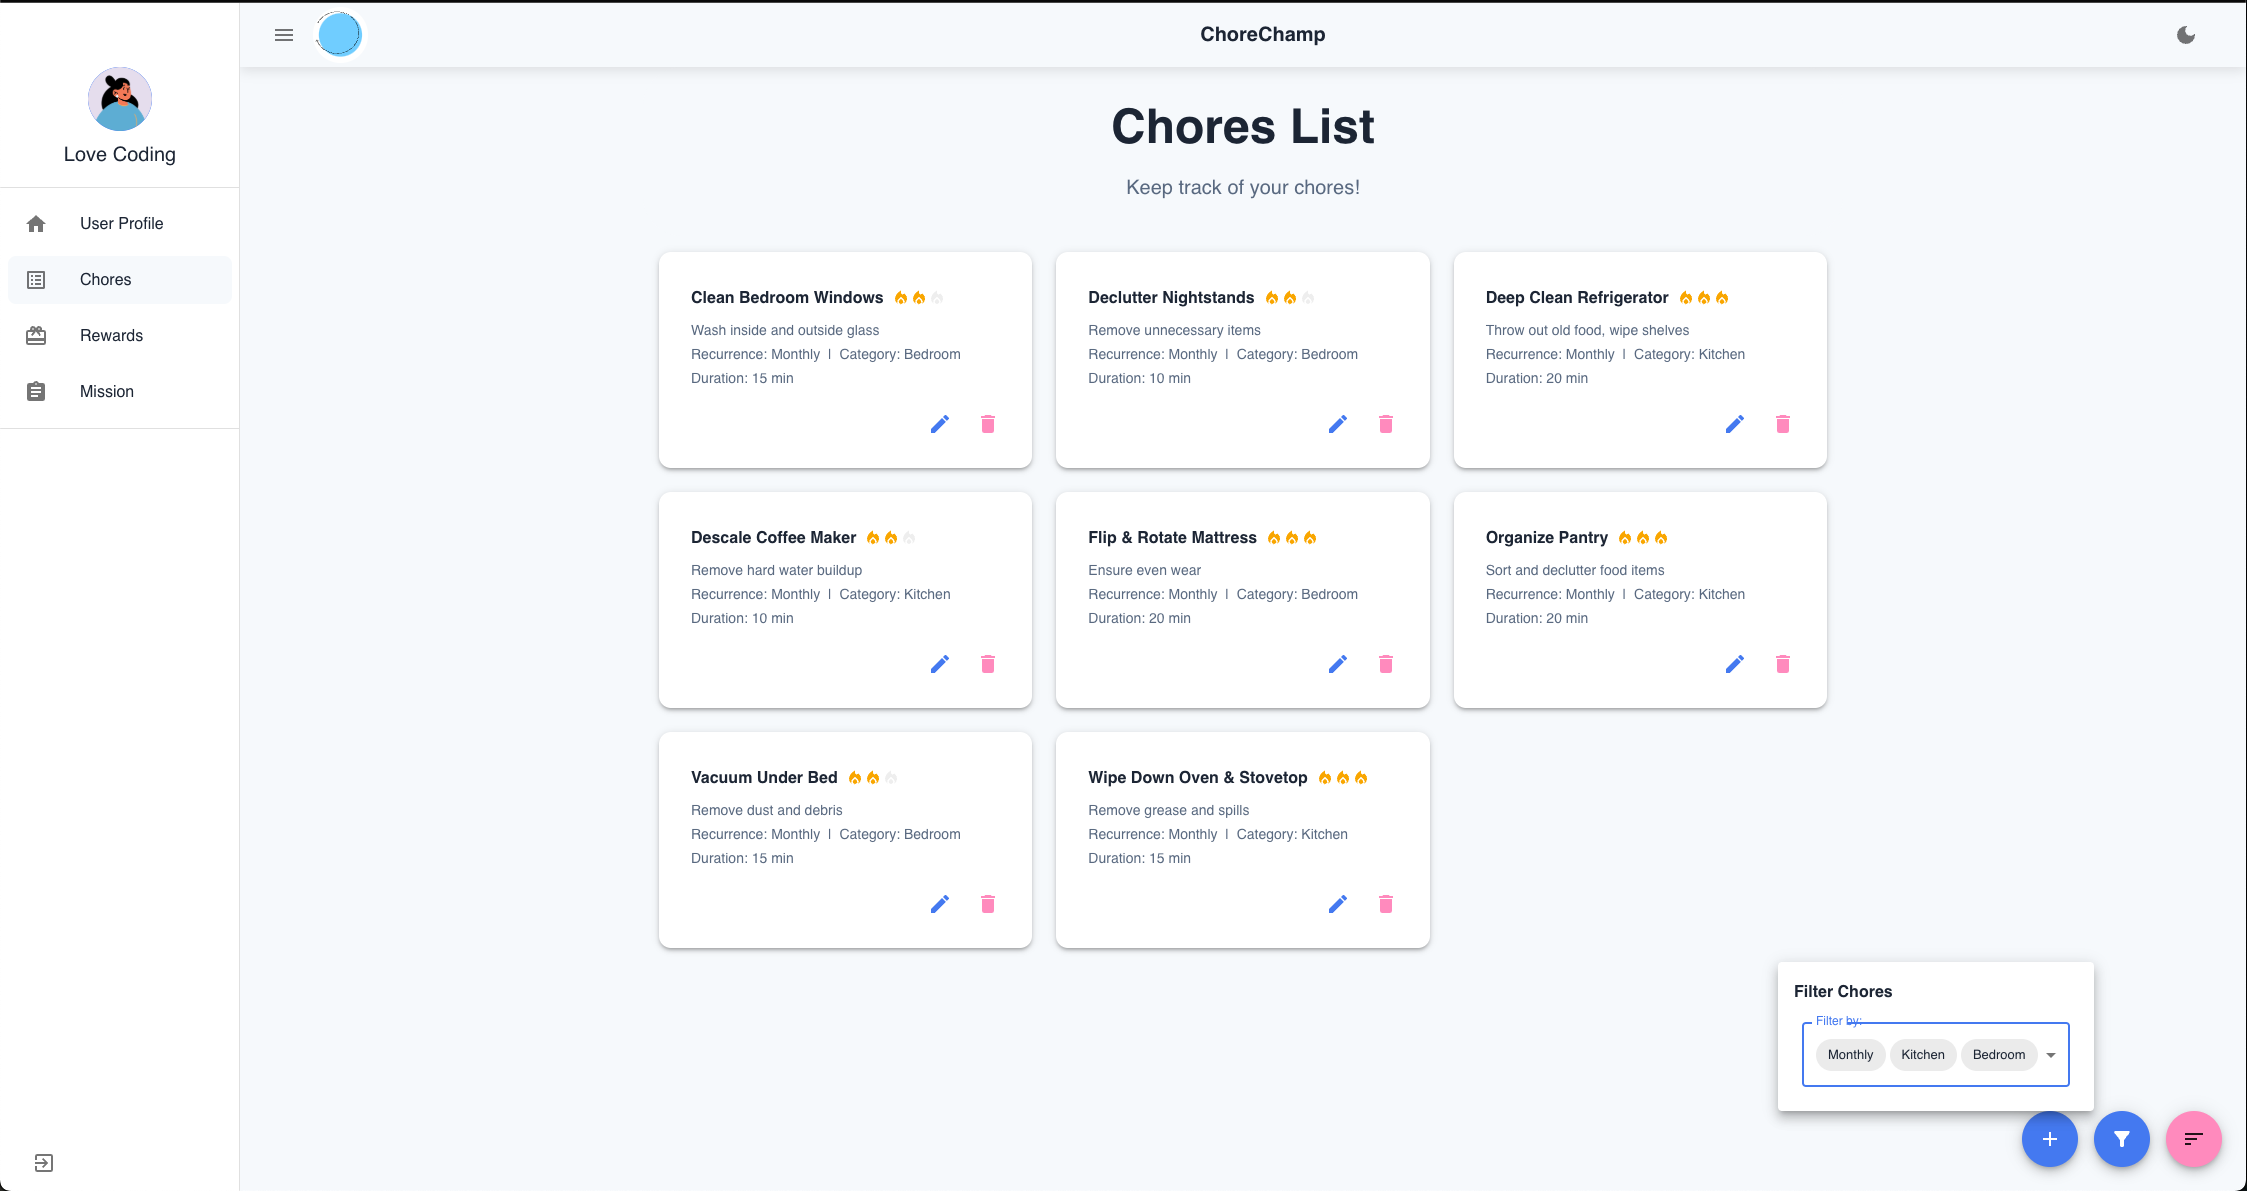 ChoreChamp
Love Coding
User Profile
Chores
Rewards
Mission
Chores List
Keep track of your chores!
Clean Bedroom Windows
Wash inside and outside glass
Recurrence: Monthly | Category: Bedroom
Duration: 15 min
Declutter Nightstands
Remove unnecessary items
Recurrence: Monthly | Category: Bedroom
Duration: 10 min
Deep Clean Refrigerator
Throw out old food, wipe shelves
Recurrence: Monthly | Category: Kitchen
Duration: 20 min
Descale Coffee Maker
Remove hard water buildup
Recurrence: Monthly | Category: Kitchen
Duration: 10 min
Flip & Rotate Mattress
Ensure even wear
Recurrence: Monthly | Category: Bedroom
Duration: 20 min
Organize Pantry
Sort and declutter food items
Recurrence: Monthly | Category: Kitchen
Duration: 20 min
Vacuum Under Bed
Remove dust and debris
Recurrence: Monthly | Category: Bedroom
Duration: 15 min
Wipe Down Oven & Stovetop
Remove grease and spills
Recurrence: Monthly | Category: Kitchen
Duration: 15 min
Filter Chores
Filter by:
Monthly Kitchen Bedroom